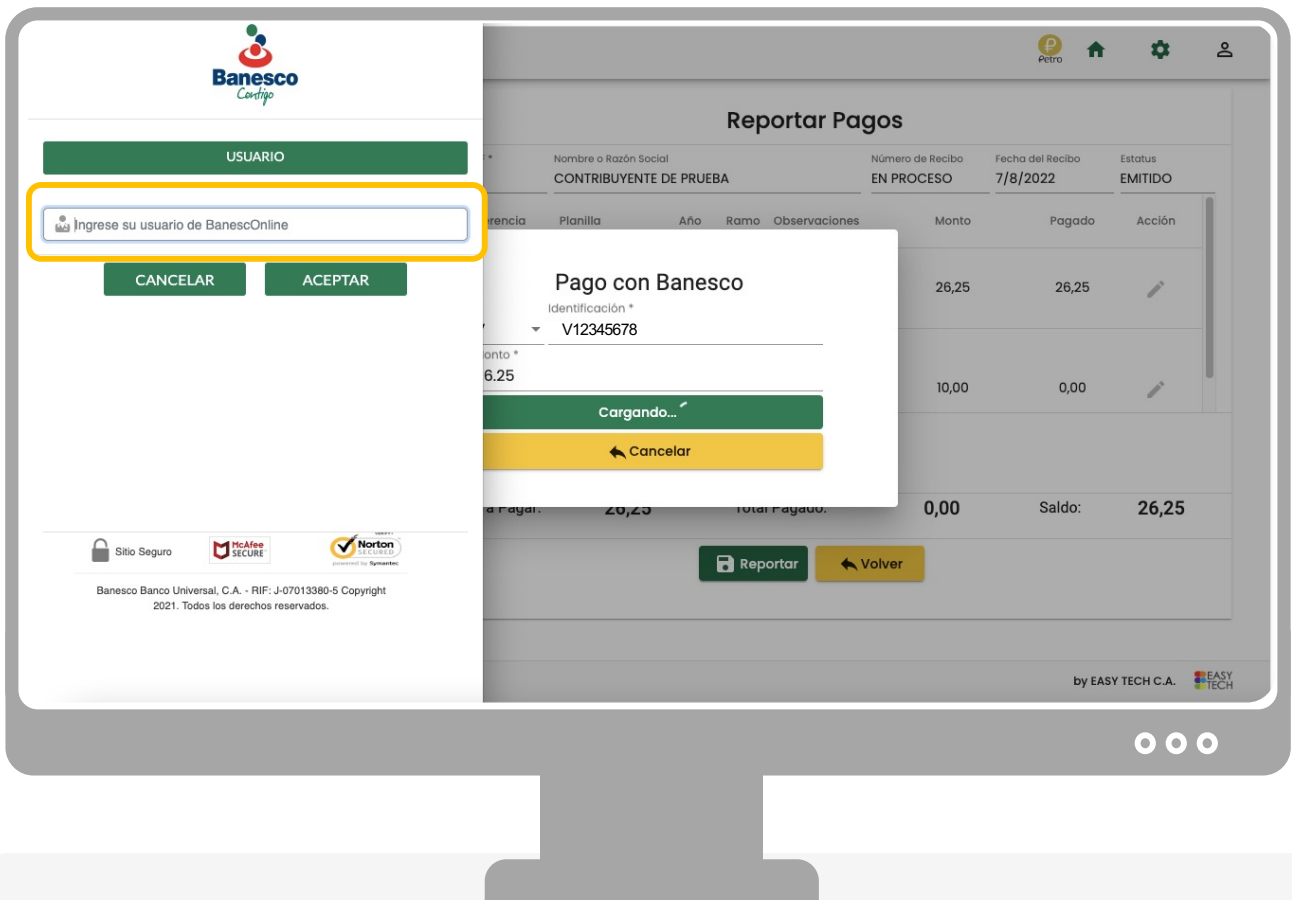 Banesco
Contigo
USUARIO
Ingrese su usuario de BanescOnline
CANCELAR
ACEPTAR
Sitio Seguro
McAfee
SECURE
Norton
SECURED
powered by Symantec
Banesco Banco Universal, C.A. - RIF: J-07013380-5 Copyright
2021. Todos los derechos reservados.
Petro
Reportar Pagos
Nombre o Razón Social
Número de Recibo
Fecha del Recibo
Estatus
CONTRIBUYENTE DE PRUEBA
EN PROCESO
7/8/2022
EMITIDO
erencia
Planilla
Año
Ramo
Observaciones
Monto
Pagado
Acción
26,25
26,25
10,00
0,00
Pago con Banesco
Identificación *
V12345678
onto *
6.25
Cargando...
Cancelar
a Pagar:
26,25
Total Pagado:
0,00
Saldo:
26,25
Reportar
Volver
by EASY TECH C.A.
EASY
TECH